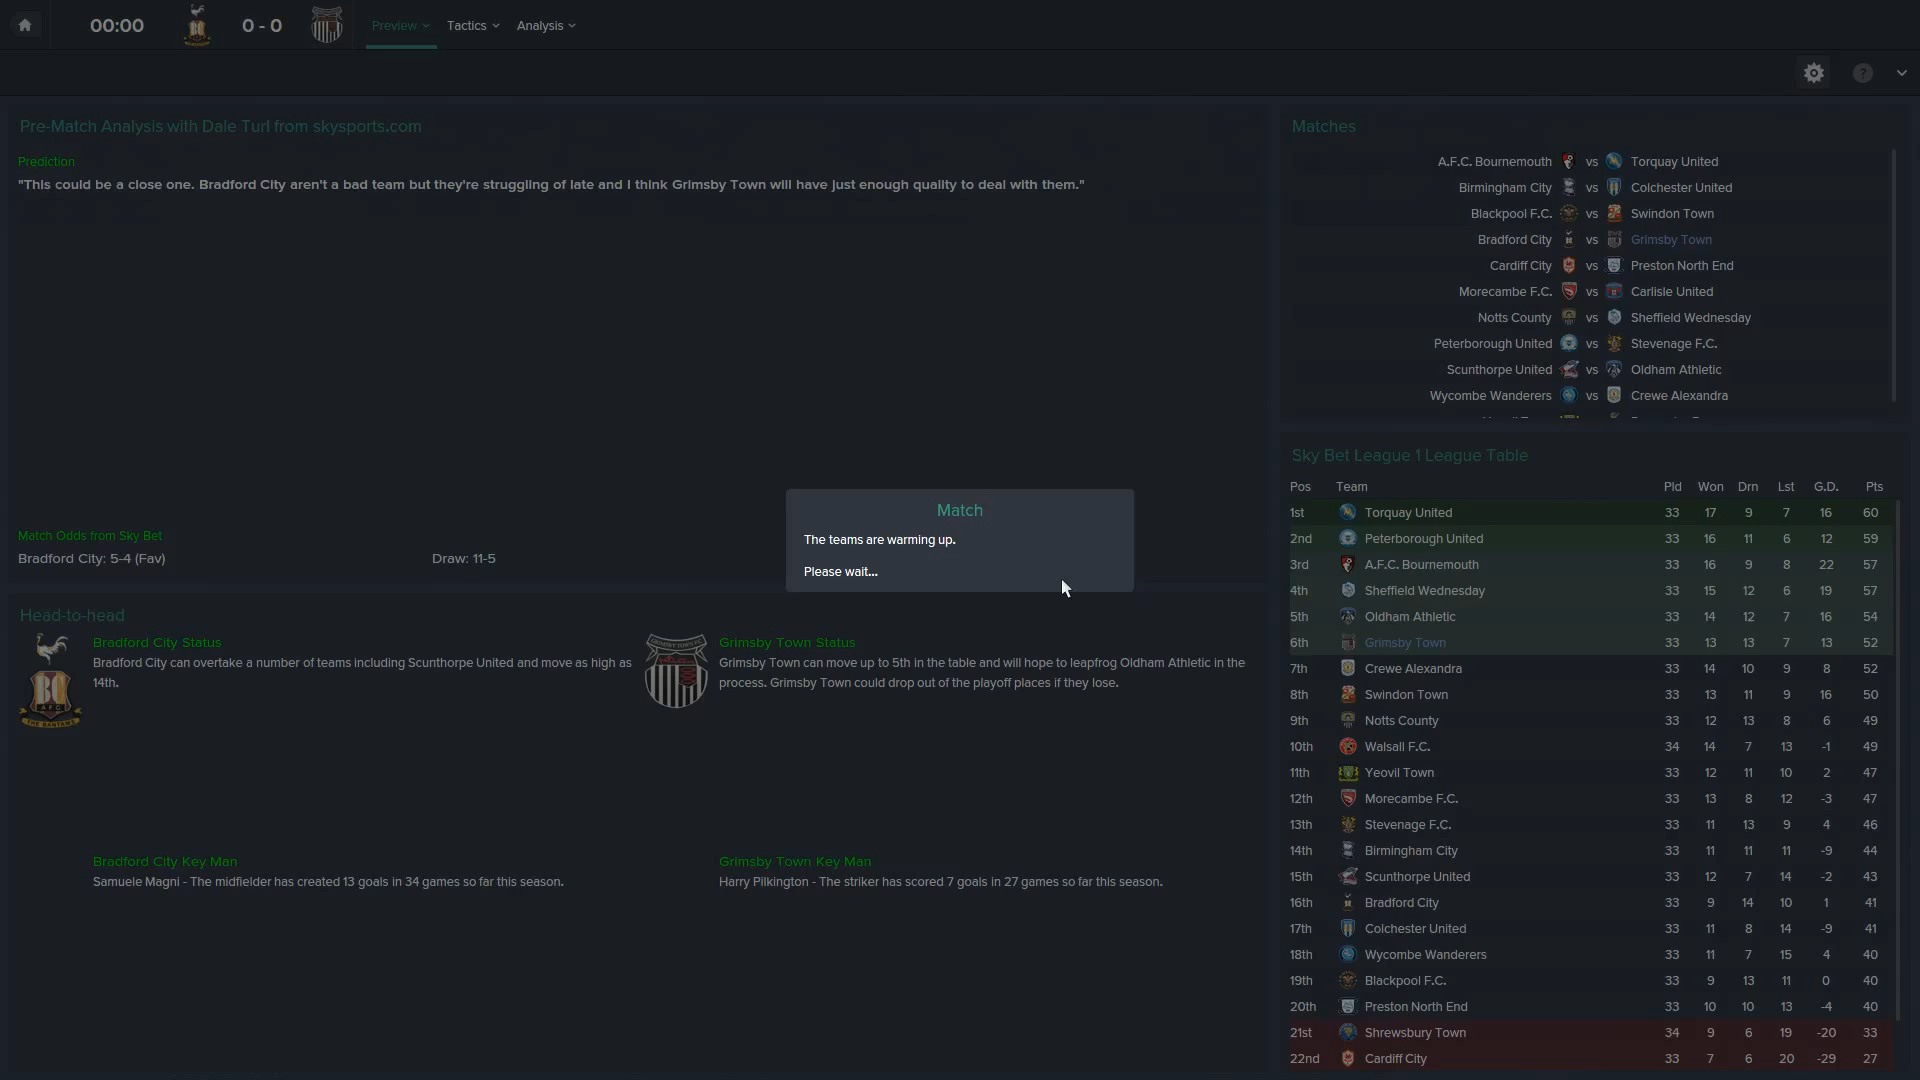 00:00
0 - 0
Preview
Tactics
Analysis
?
Pre-Match Analysis with Dale Turl from skysports.com
Prediction
"This could be a close one. Bradford City aren't a bad team but they're struggling of late and I think Grimsby Town will have just enough quality to deal with them."
Match Odds from Sky Bet
Bradford City: 5-4 (Fav)
Draw: 11-5
Match
The teams are warming up.
Please wait...
Head-to-head
Bradford City Status
Bradford City can overtake a number of teams including Scunthorpe United and move as high as
14th.
Grimsby Town Status
Grimsby Town can move up to 5th in the table and will hope to leapfrog Oldham Athletic in the
process. Grimsby Town could drop out of the playoff places if they lose.
Bradford City Key Man
Samuele Magni - The midfielder has created 13 goals in 34 games so far this season.
Grimsby Town Key Man
Harry Pilkington - The striker has scored 7 goals in 27 games so far this season.
Matches
A.F.C. Bournemouth vs Torquay United
Birmingham City vs Colchester United
Blackpool F.C. vs Swindon Town
Bradford City vs Grimsby Town
Cardiff City vs Preston North End
Morecambe F.C. vs Carlisle United
Notts County vs Sheffield Wednesday
Peterborough United vs Stevenage F.C.
Scunthorpe United vs Oldham Athletic
Wycombe Wanderers vs Crewe Alexandra
Sky Bet League 1 League Table
Pos Team Pld Won Drn Lst G.D. Pts
1st Torquay United 33 17 9 7 16 60
2nd Peterborough United 33 16 11 6 12 59
3rd A.F.C. Bournemouth 33 16 9 8 22 57
4th Sheffield Wednesday 33 15 12 6 19 57
5th Oldham Athletic 33 14 12 7 16 54
6th Grimsby Town 33 13 13 7 13 52
7th Crewe Alexandra 33 14 10 9 8 52
8th Swindon Town 33 13 11 9 16 50
9th Notts County 33 12 13 8 6 49
10th Walsall F.C. 34 14 7 13 -1 49
11th Yeovil Town 33 12 11 10 2 47
12th Morecambe F.C. 33 13 8 12 -3 47
13th Stevenage F.C. 33 11 13 9 4 46
14th Birmingham City 33 11 11 11 -9 44
15th Scunthorpe United 33 12 7 14 -2 43
16th Bradford City 33 9 14 10 1 41
17th Colchester United 33 11 8 14 -9 41
18th Wycombe Wanderers 33 11 7 15 4 40
19th Blackpool F.C. 33 9 13 11 0 40
20th Preston North End 33 10 10 13 -4 40
21st Shrewsbury Town 34 9 6 19 -20 33
22nd Cardiff City 33 7 6 20 -29 27